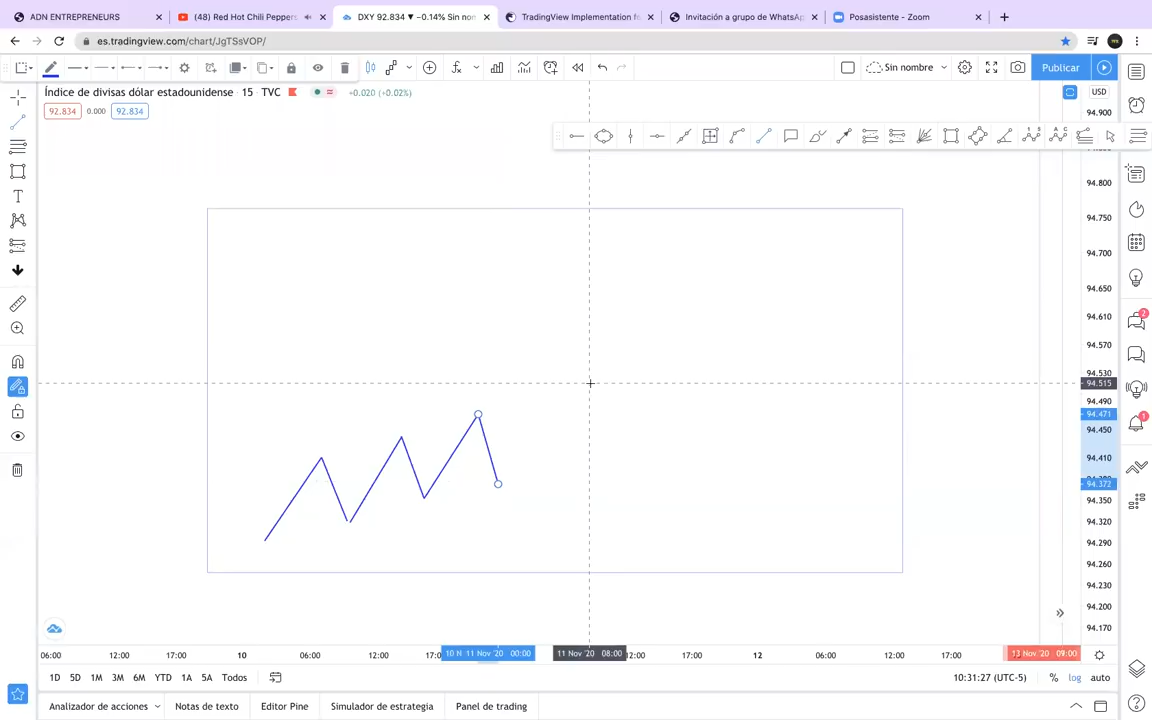 ADN ENTREPRENEURS
(48) Red Hot Chili Peppers
DXY 92.834 ▼ −0.14% Sin non
TradingView Implementation fo
Invitación a grupo de WhatsAp
Posasistente - Zoom
es.tradingview.com/chart/JgTSsVOP/
Sin nombre
Publicar
Índice de divisas dólar estadounidense · 15 · TVC
+0.020 (+0.02%)
USD
92.834 0.000 92.834
94.900
94.800
94.750
94.700
94.650
94.610
94.570
94.530
94.515
94.490
94.471
94.450
94.410
94.372
94.350
94.320
94.290
94.260
94.230
94.200
94.170
06:00 12:00 17:00 10 06:00 12:00 17:0 10 N 11 Nov '20 00:00 11 Nov '20 08:00 12:00 17:00 12 06:00 12:00 17:00 13 Nov '20 09:00
1D 5D 1M 3M 6M YTD 1A 5A Todos
10:31:27 (UTC-5) % log auto
Analizador de acciones Notas de texto Editor Pine Simulador de estrategia Panel de trading
2
1